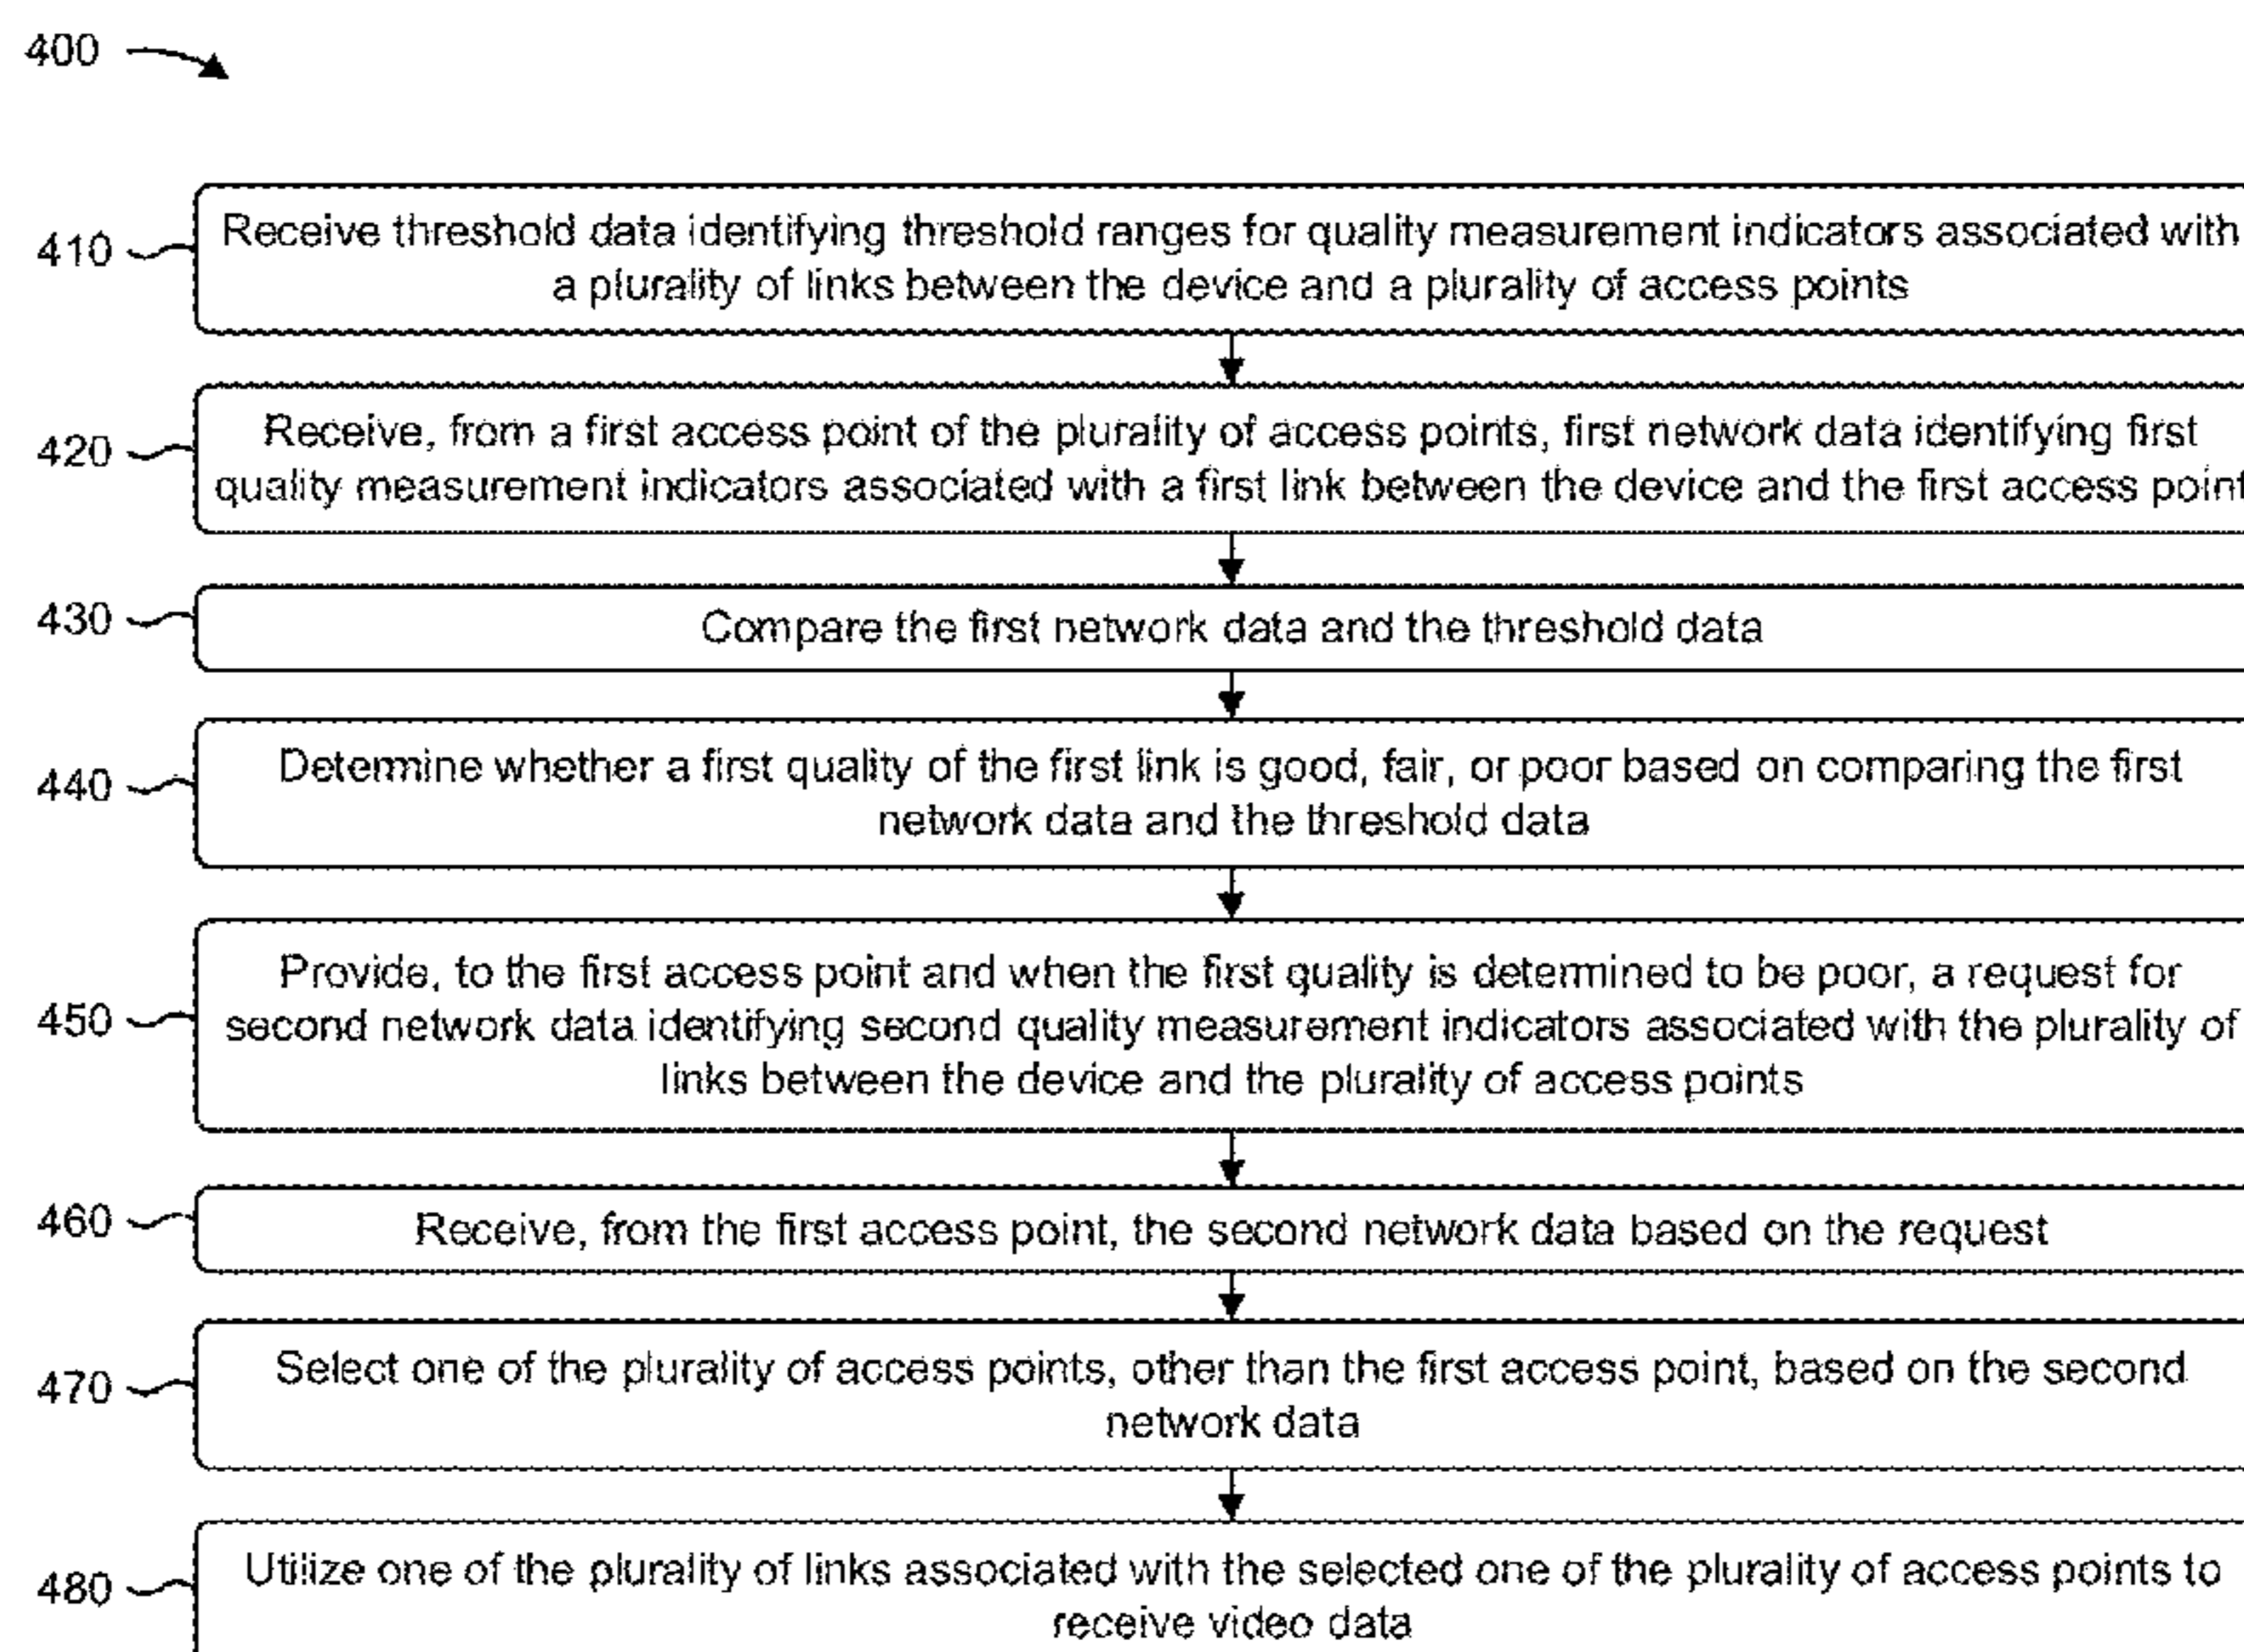 400
410
Receive threshold data identifying threshold ranges for quality measurement indicators associated with
a plurality of links between the device and a plurality of access points
420
Receive, from a first access point of the plurality of access points, first network data identifying first
quality measurement indicators associated with a first link between the device and the first access point
430
Compare the first network data and the threshold data
440
Determine whether a first quality of the first link is good, fair, or poor based on comparing the first
network data and the threshold data
450
Provide, to the first access point and when the first quality is determined to be poor, a request for
second network data identifying second quality measurement indicators associated with the plurality of
links between the device and the plurality of access points
460
Receive, from the first access point, the second network data based on the request
470
Select one of the plurality of access points, other than the first access point, based on the second
network data
480
Utilize one of the plurality of links associated with the selected one of the plurality of access points to
receive video data